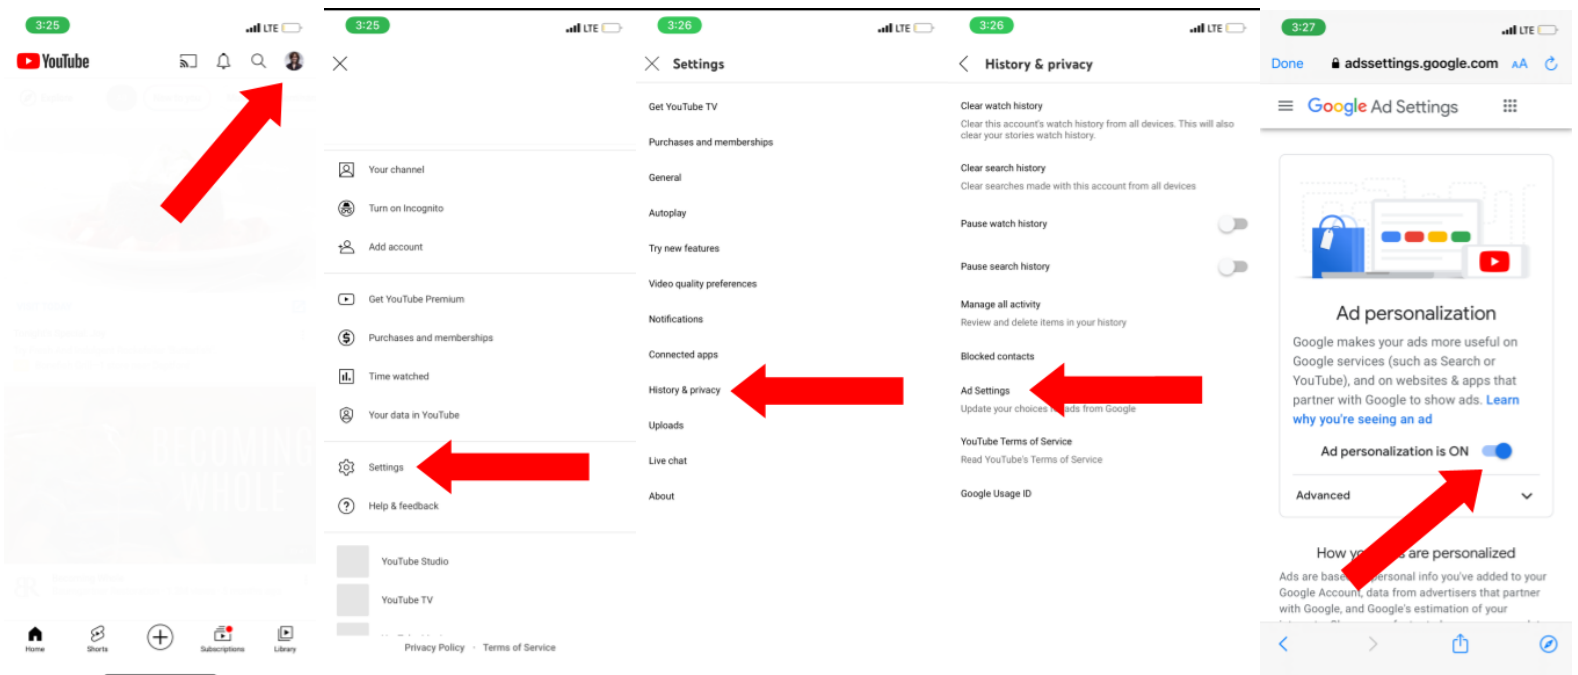 3:25
LTE
YouTube
BECOMING
WHOLE
Home
Shorts
Subscriptions
Library
3:25
LTE
Your channel
Turn on Incognito
Add account
Get YouTube Premium
Purchases and memberships
Time watched
Your data in YouTube
Settings
Help & feedback
YouTube Studio
YouTube TV
Privacy Policy · Terms of Service
3:26
LTE
Settings
Get YouTube TV
Purchases and memberships
General
Autoplay
Try new features
Video quality preferences
Notifications
Connected apps
History & privacy
Uploads
Live chat
About
3:26
LTE
History & privacy
Clear watch history
Clear this account's watch history from all devices. This will also
clear your stories watch history.
Clear search history
Clear searches made with this account from all devices
Pause watch history
Pause search history
Manage all activity
Review and delete items in your history
Blocked contacts
Ad Settings
Update your choices ads from Google
YouTube Terms of Service
Read YouTube's Terms of Service
Google Usage ID
3:27
LTE
Done adssettings.google.com AA
Google Ad Settings
Ad personalization
Google makes your ads more useful on
Google services (such as Search or
YouTube), and on websites & apps that
partner with Google to show ads. Learn
why you're seeing an ad
Ad personalization is ON
Advanced
How are personalized
Ads are personal info you've added to your
Google Account, data from advertisers that partner
with Google, and Google's estimation of your